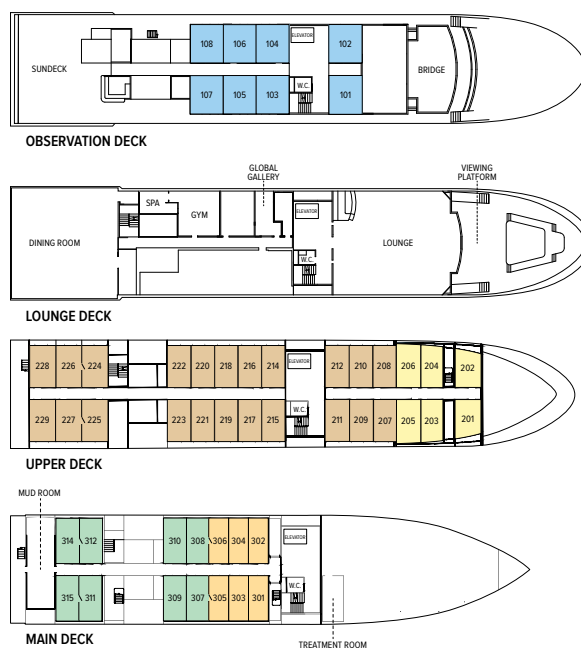 108 106 104 ELEVATOR 102
SUNDECK BRIDGE
W.C.
107 105 103 101
OBSERVATION DECK
GLOBAL
GALLERY
VIEWING
PLATFORM
SPA
GYM
ELEVATOR
DINING ROOM
LOUNGE
W.C.
LOUNGE DECK
228 226 224 222 220 218 216 214 ELEVATOR 212 210 208 206 204 202
W.C.
229 227 225 223 221 219 217 215 211 209 207 205 203 201
UPPER DECK
MUD ROOM
314 312 310 308 306 304 302 ELEVATOR
W.C.
315 311 309 307 305 303 301
MAIN DECK
TREATMENT ROOM